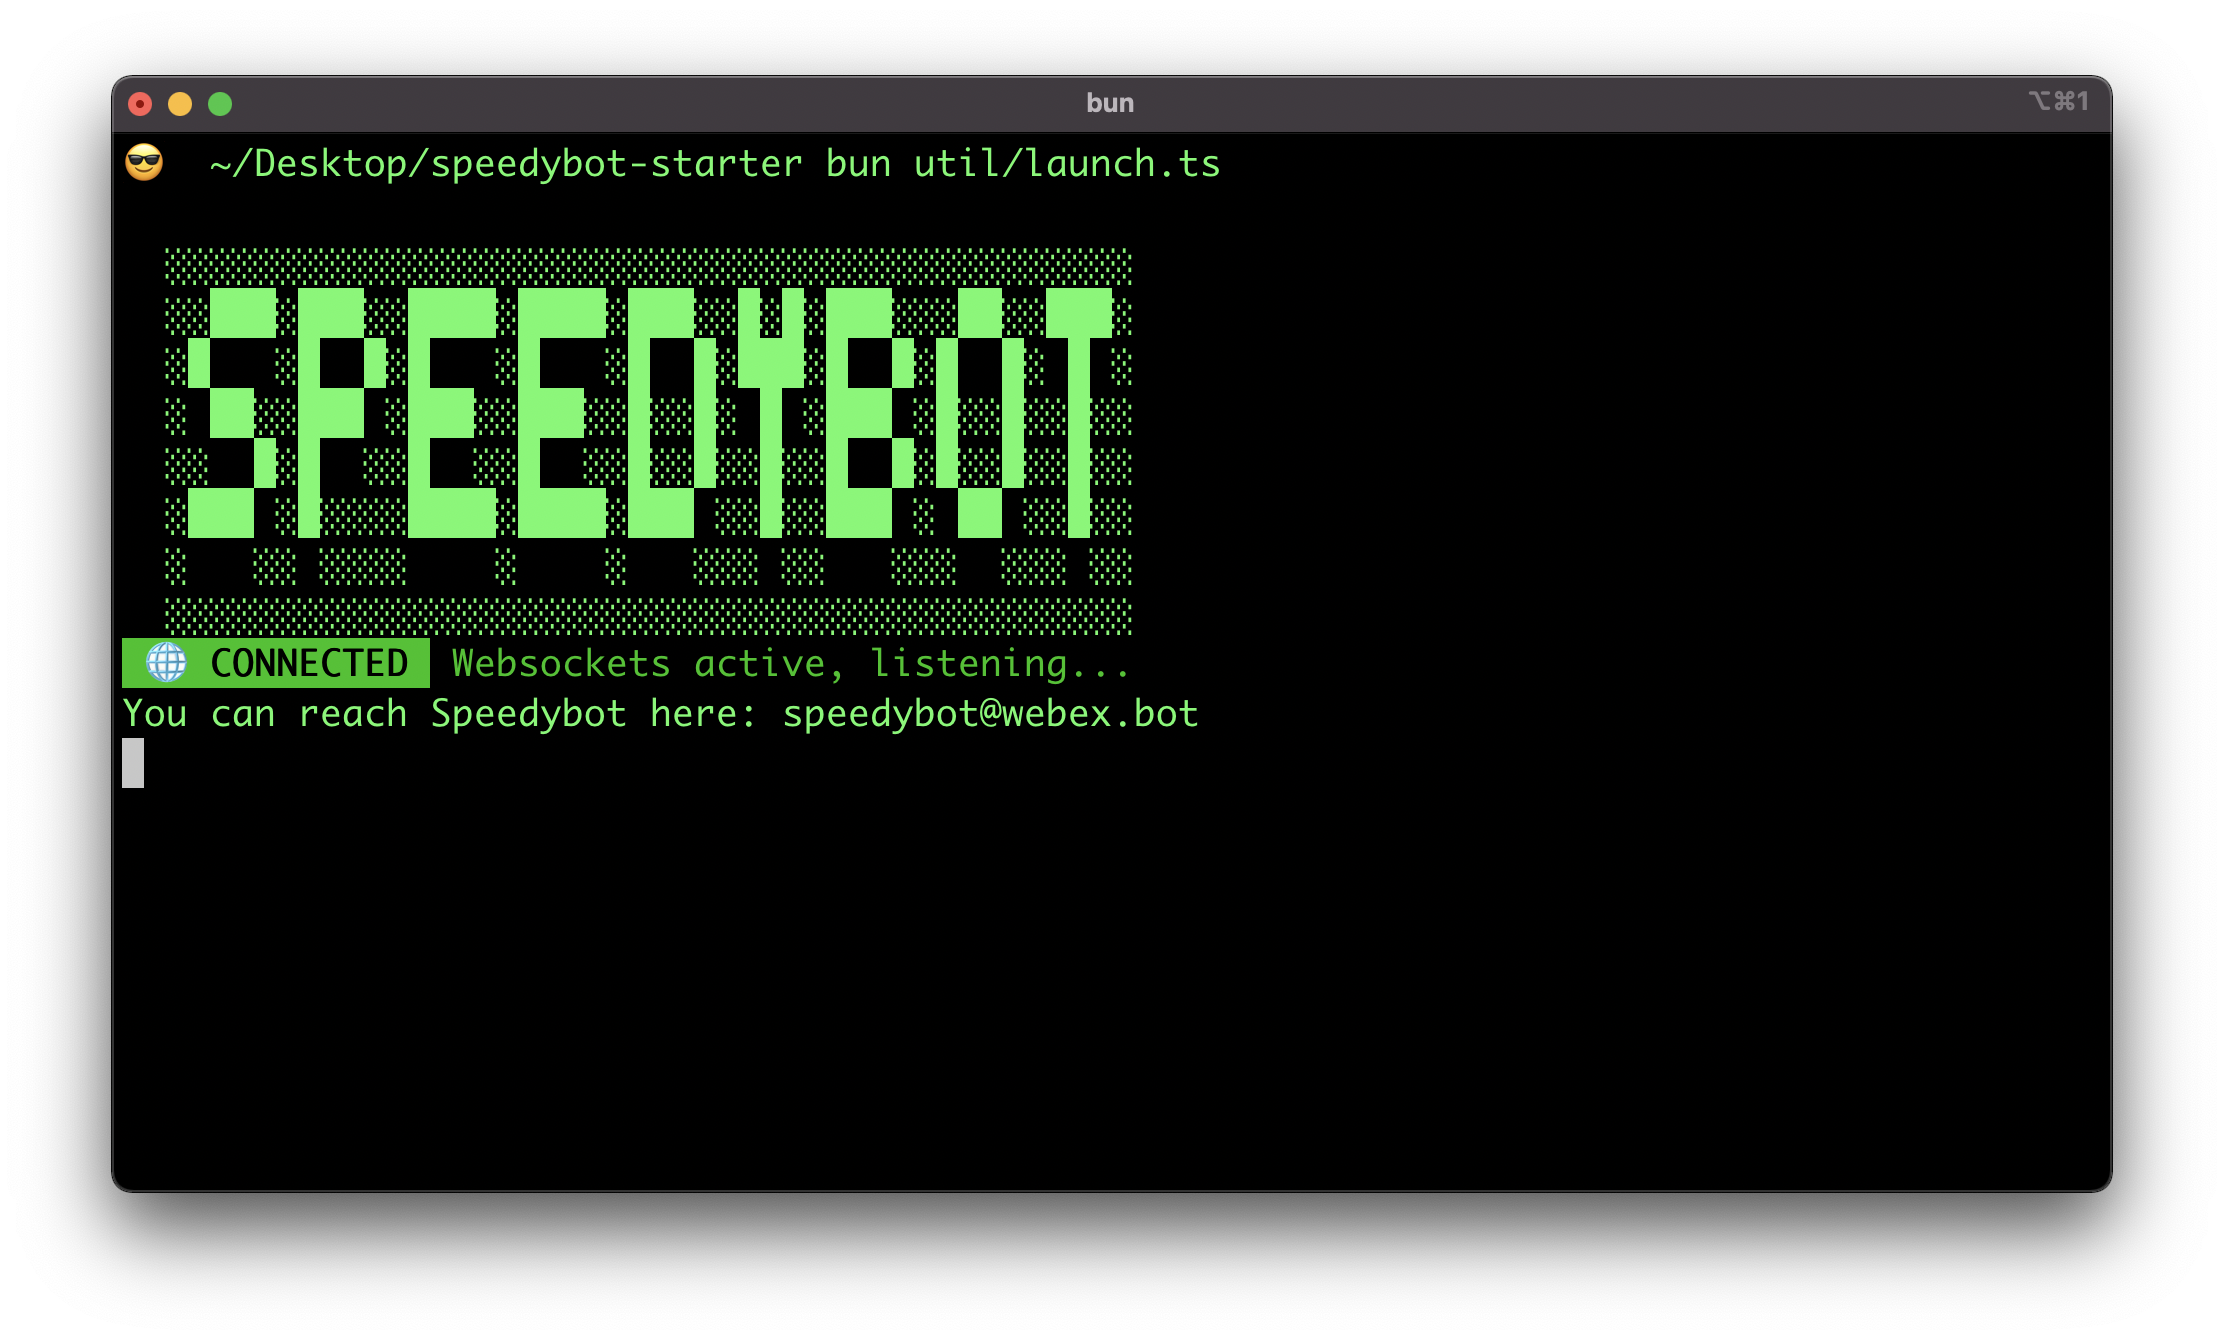 bun
⌥⌘1
😎 ~/Desktop/speedybot-starter bun util/launch.ts
SPEEDYBOT
🌐 CONNECTED Websockets active, listening...
You can reach Speedybot here: speedybot@webex.bot